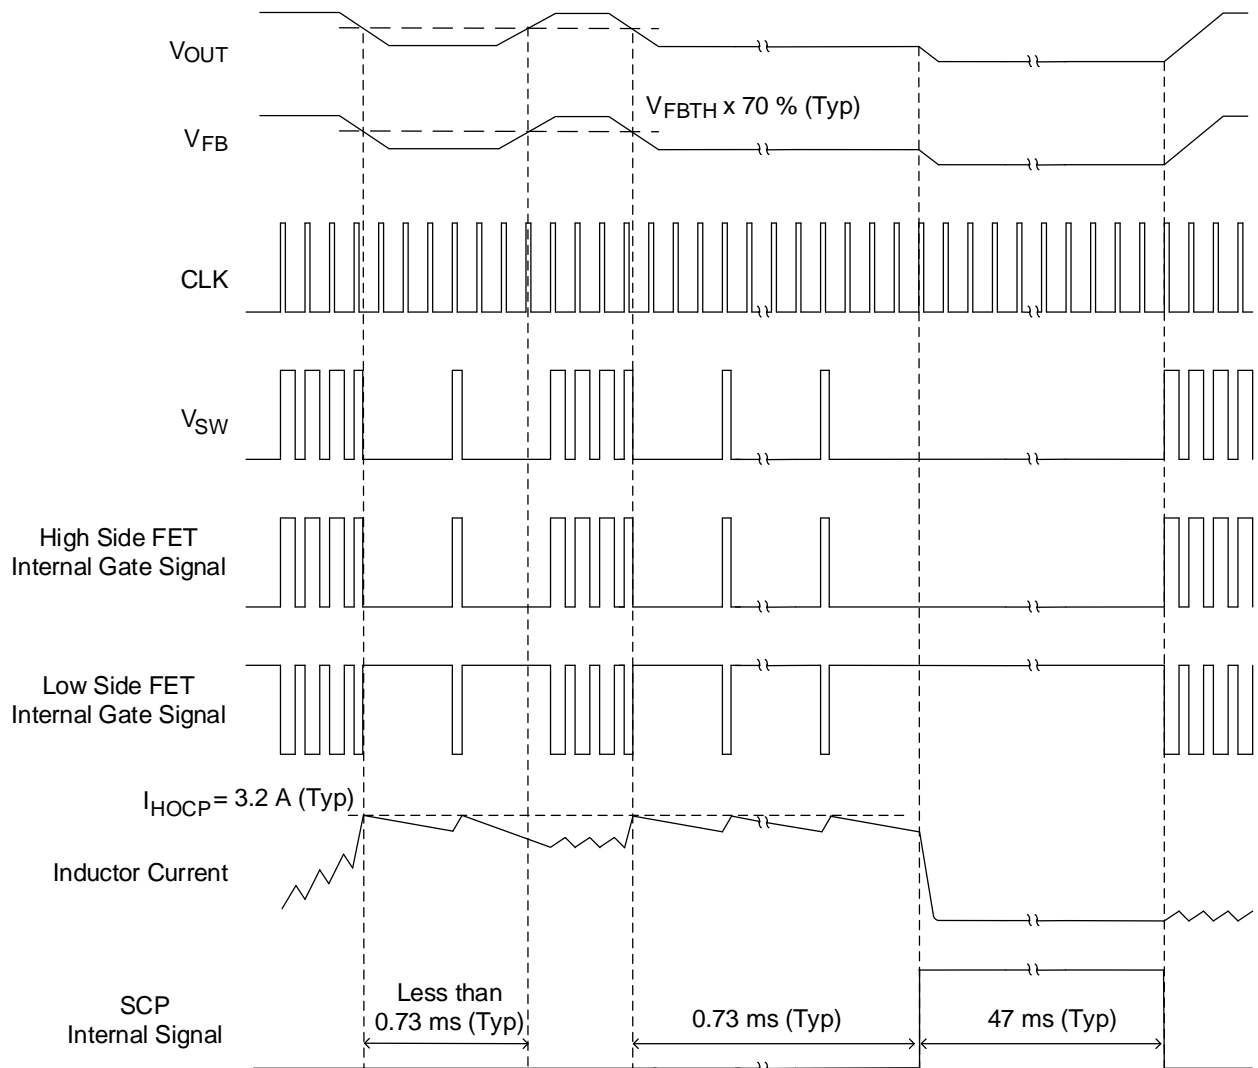 VOUT
VFBTH x 70 % (Typ)
VFB
CLK
VSW
High Side FET
Internal Gate Signal
Low Side FET
Internal Gate Signal
IHOCP = 3.2 A (Typ)
Inductor Current
Less than
0.73 ms (Typ)
0.73 ms (Typ)
47 ms (Typ)
SCP
Internal Signal